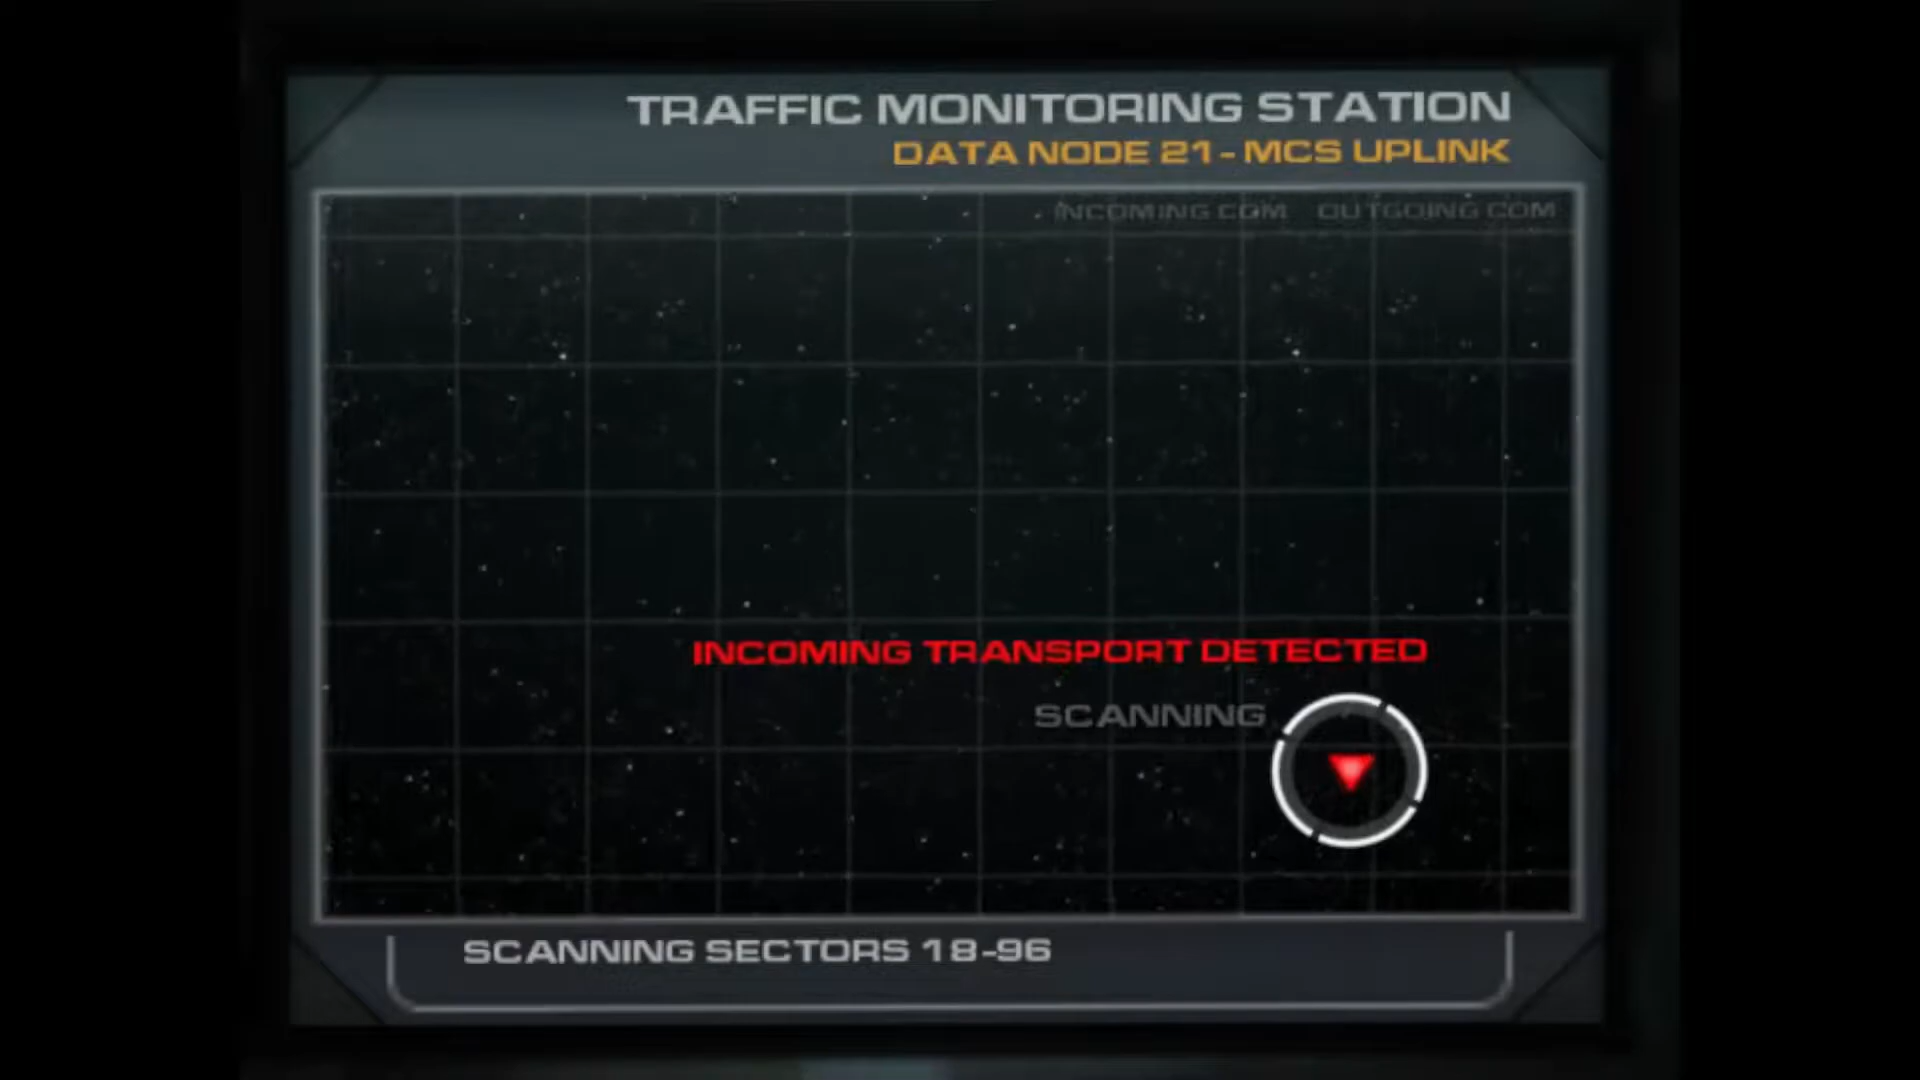 TRAFFIC MONITORING STATION
DATA NODE 21 - MCS UPLINK
INCOMING COM OUTGOING COM
INCOMING TRANSPORT DETECTED
SCANNING
SCANNING SECTORS 18-96